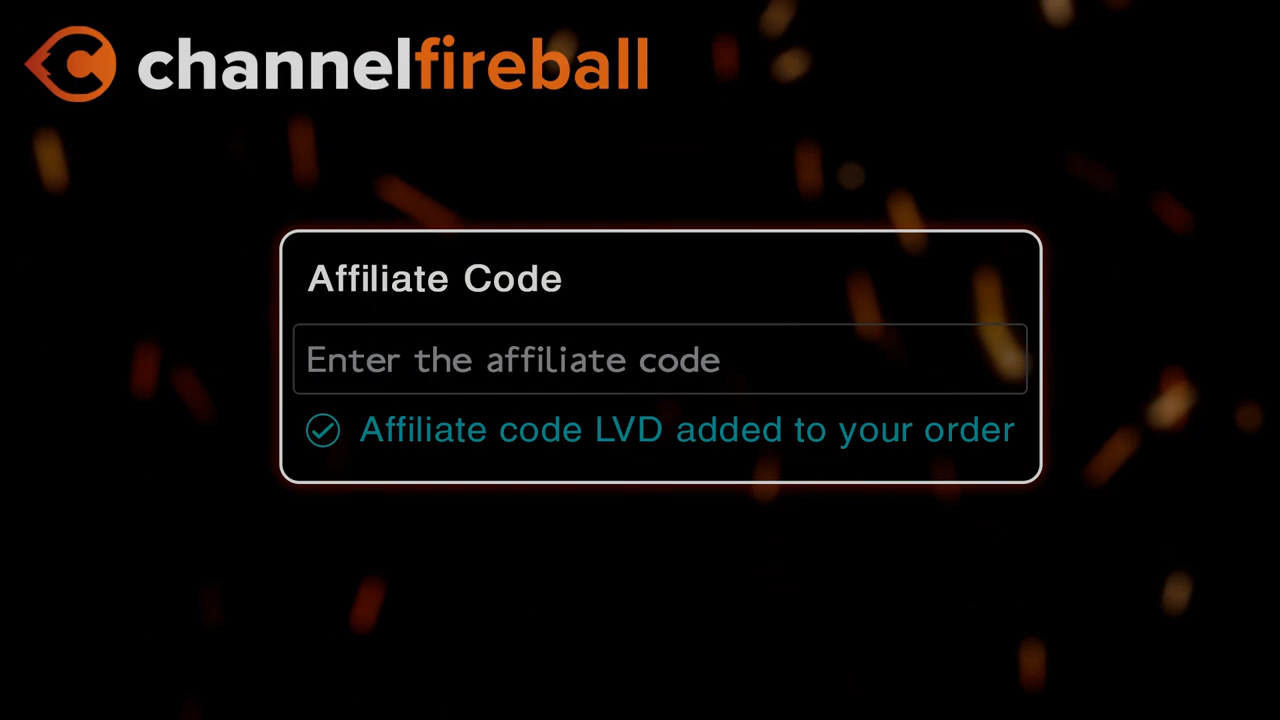 channelfireball
Affiliate Code
Enter the affiliate code
Affiliate code LVD added to your order